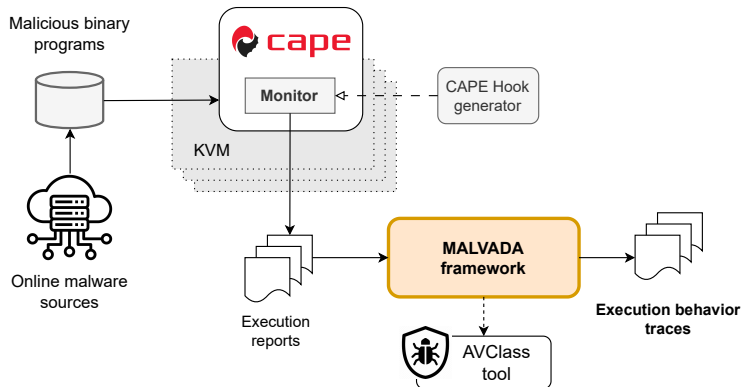 Malicious binary
programs
cape
Monitor
CAPE Hook
generator
KVM
Online malware
sources
Execution
reports
MALVADA
framework
Execution behavior
traces
AVClass
tool